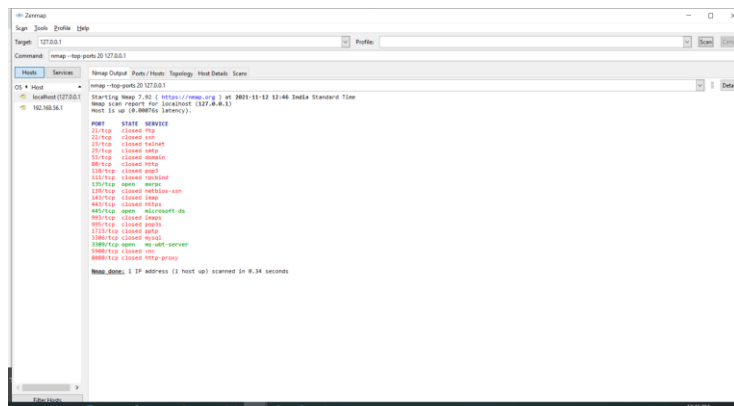 Zenmap
Scan Tools Profile Help
Target: 127.0.0.1 Profile: Scan
Command: nmap --top-ports 20 127.0.0.1
Hosts Services Nmap Output Ports / Hosts Topology Host Details Scans
OS Host nmap --top-ports 20 127.0.0.1
localhost (127.0.0.1
192.168.56.1
Starting Nmap 7.92 ( https://nmap.org ) at 2021-11-12 12:46 India Standard Time
Nmap scan report for localhost (127.0.0.1)
Host is up (0.00076s latency).
PORT STATE SERVICE
21/tcp closed ftp
22/tcp closed ssh
23/tcp closed telnet
25/tcp closed smtp
53/tcp closed domain
80/tcp closed http
110/tcp closed pop3
111/tcp closed rpcbind
135/tcp open msrpc
139/tcp closed netbios-ssn
143/tcp closed imap
443/tcp closed https
445/tcp open microsoft-ds
993/tcp closed imaps
995/tcp closed pop3s
1723/tcp closed pptp
3306/tcp closed mysql
3389/tcp open ms-wbt-server
5900/tcp closed vnc
8080/tcp closed http-proxy
Nmap done: 1 IP address (1 host up) scanned in 0.34 seconds
Filter Hosts